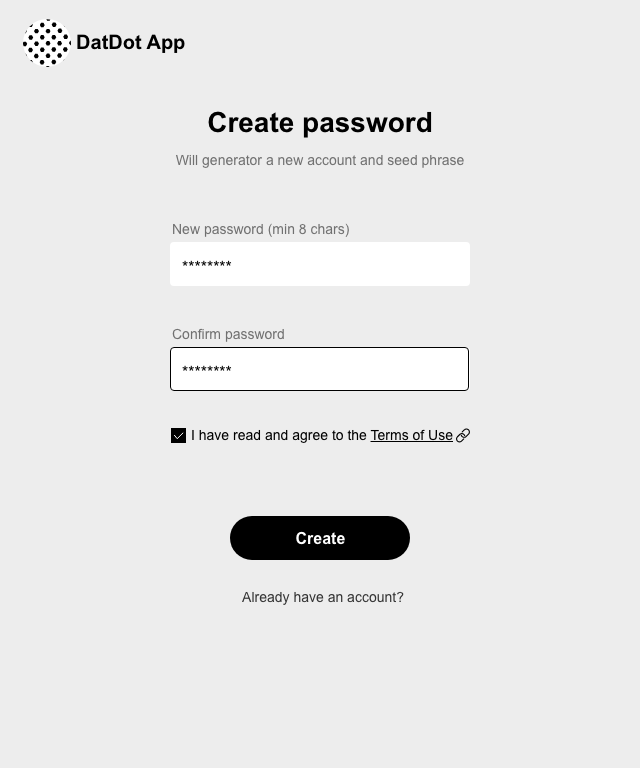 DatDot App
Create password
Will generator a new account and seed phrase
New password (min 8 chars)
********
Confirm password
********
I have read and agree to the Terms of Use
Create
Already have an account?